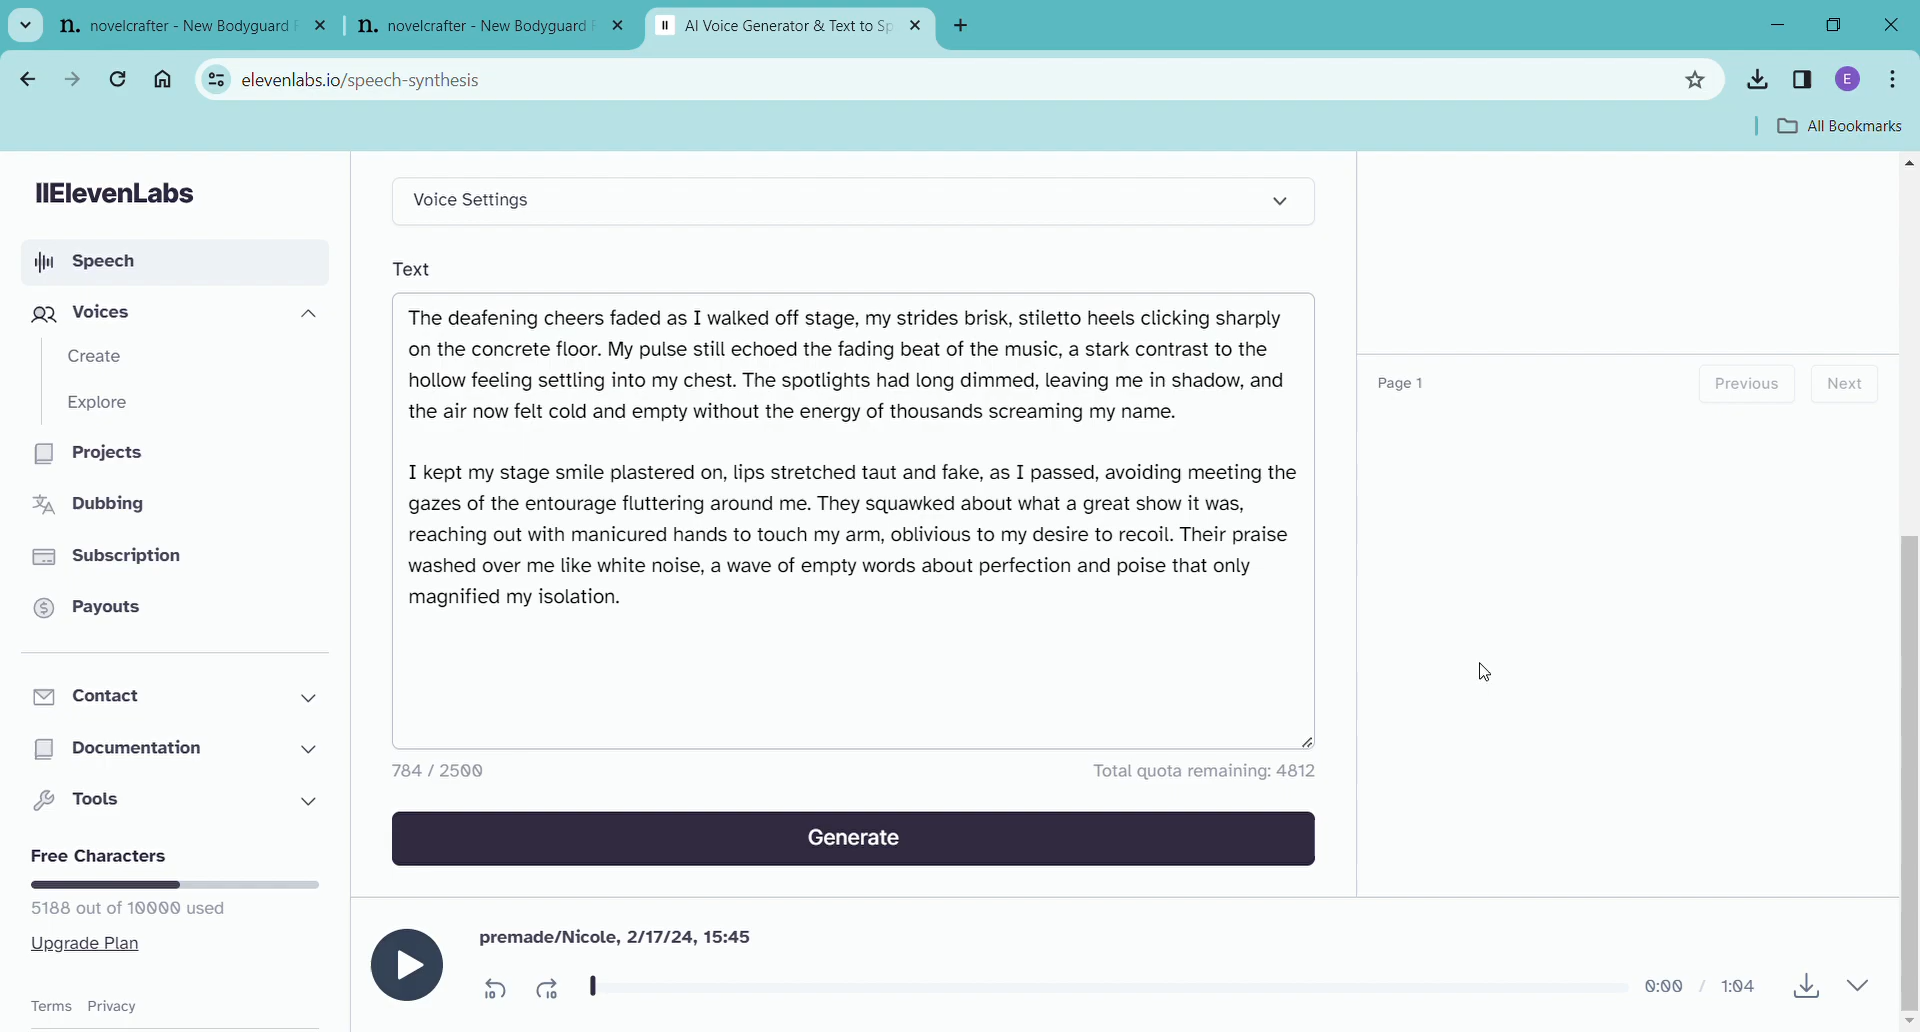 n. novelcrafter - New Bodyguard
n. novelcrafter - New Bodyguard
II AI Voice Generator & Text to Sp
elevenlabs.io/speech-synthesis
E
All Bookmarks
IIElevenLabs
Speech
Voices
Create
Explore
Projects
Dubbing
Subscription
Payouts
Contact
Documentation
Tools
Free Characters
5188 out of 10000 used
Upgrade Plan
Terms Privacy
Voice Settings
Text
The deafening cheers faded as I walked off stage, my strides brisk, stiletto heels clicking sharply
on the concrete floor. My pulse still echoed the fading beat of the music, a stark contrast to the
hollow feeling settling into my chest. The spotlights had long dimmed, leaving me in shadow, and
the air now felt cold and empty without the energy of thousands screaming my name.
I kept my stage smile plastered on, lips stretched taut and fake, as I passed, avoiding meeting the
gazes of the entourage fluttering around me. They squawked about what a great show it was,
reaching out with manicured hands to touch my arm, oblivious to my desire to recoil. Their praise
washed over me like white noise, a wave of empty words about perfection and poise that only
magnified my isolation.
784 / 2500
Total quota remaining: 4812
Generate
Page 1
Previous
Next
premade/Nicole, 2/17/24, 15:45
10
10
0:00 / 1:04